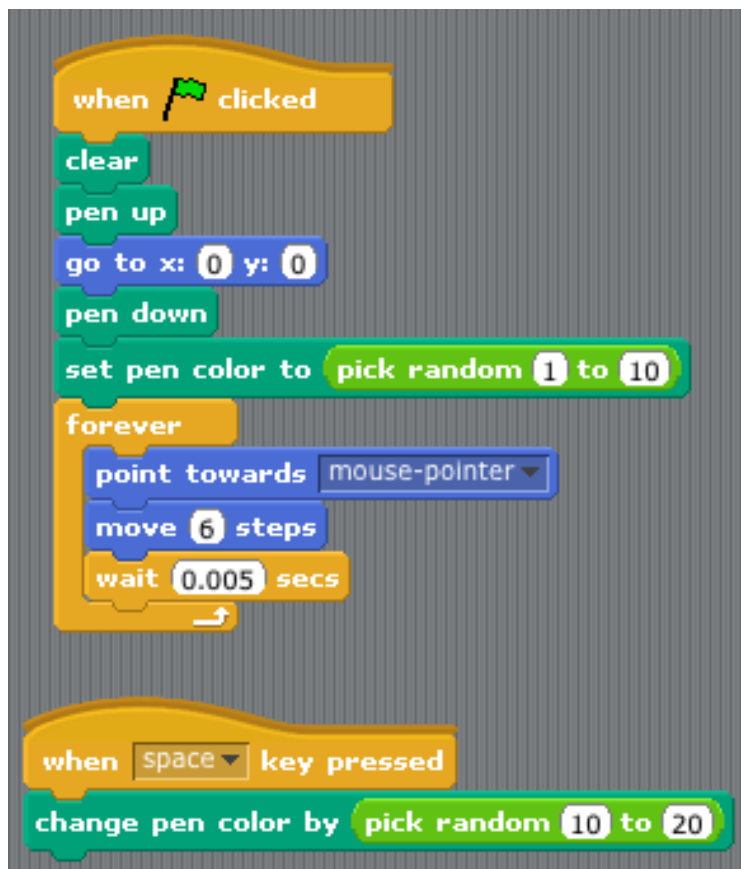 when clicked
clear
pen up
go to x: 0 y: 0
pen down
set pen color to pick random 1 to 10
forever
point towards mouse-pointer
move 6 steps
wait 0.005 secs
when space key pressed
change pen color by pick random 10 to 20